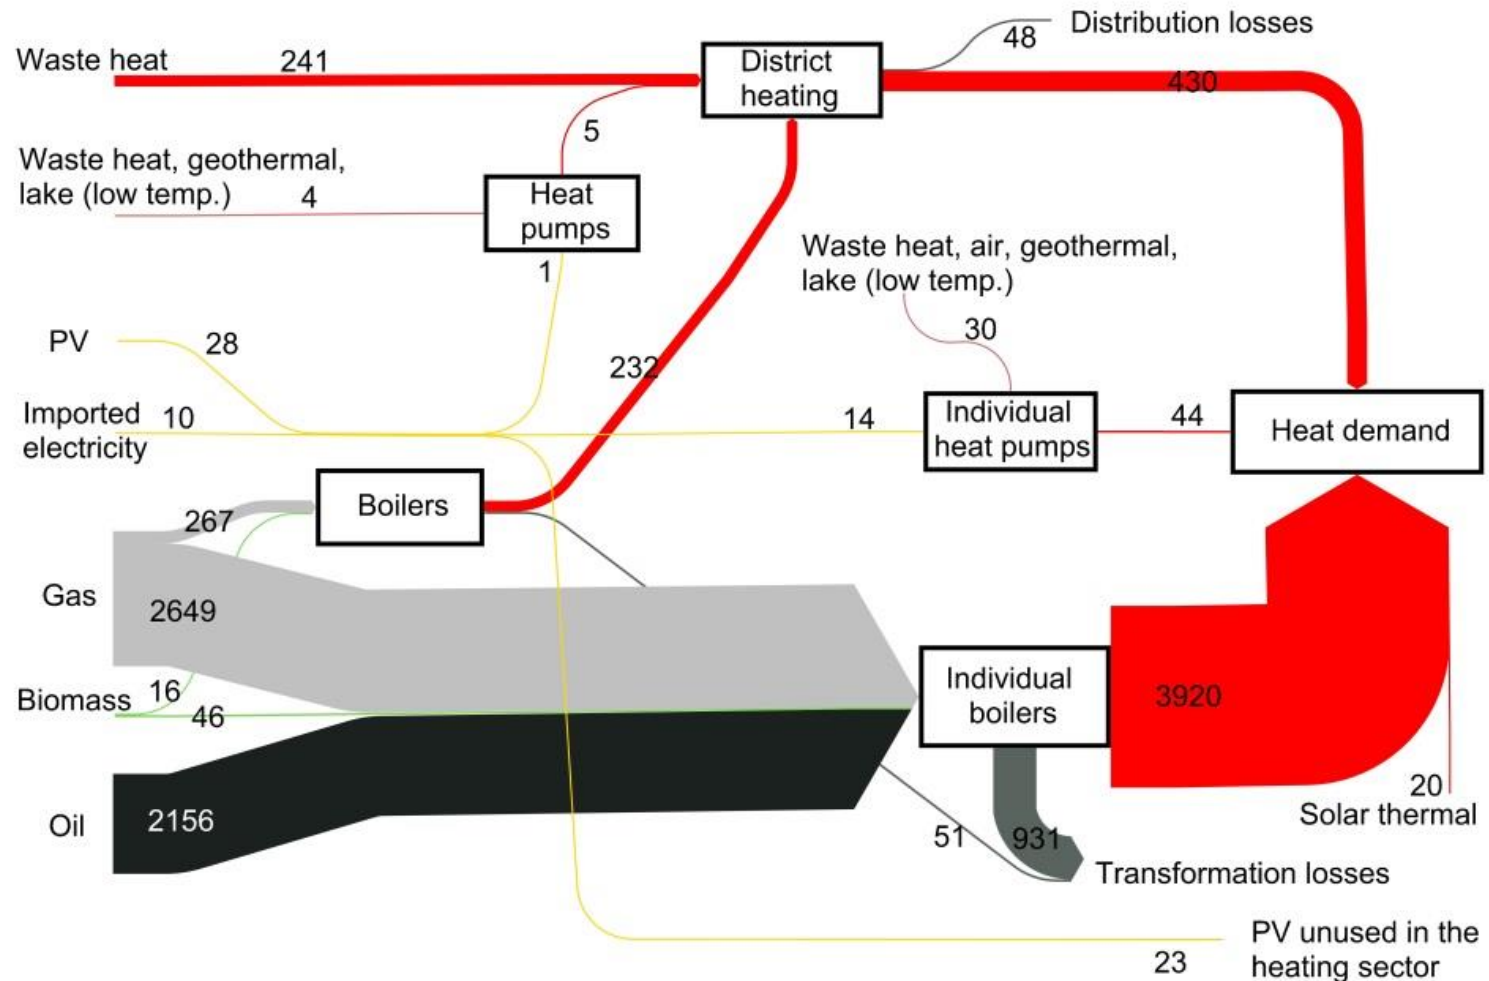 Distribution losses
48
Waste heat
241
District
heating
430
5
Waste heat, geothermal,
lake (low temp.)
4
Heat
pumps
1
Waste heat, air, geothermal,
lake (low temp.)
30
PV
28
232
Imported
electricity
10
14
Individual
heat pumps
44
Heat demand
Boilers
267
Gas
2649
Biomass
16
46
Individual
boilers
3920
20
Solar thermal
Oil
2156
51
931
Transformation losses
PV unused in the
heating sector
23